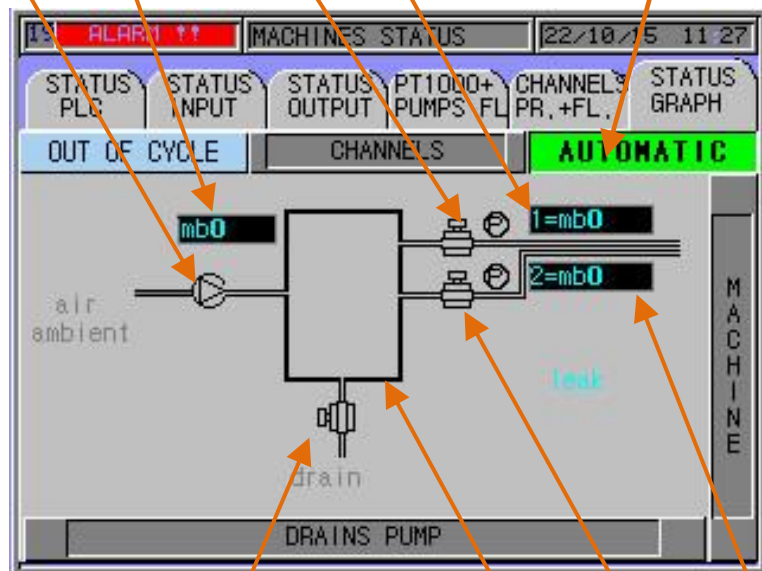 ALARM !! MACHINES STATUS 22/10/15 11:27
STATUS PLC STATUS INPUT STATUS OUTPUT PT1000+ PUMPS FL CHANNELS PR.+FL. STATUS GRAPH
OUT OF CYCLE CHANNELS AUTOMATIC
mb0 P 1=mb0
P 2=mb0
air
ambient
leak
MACHINE
drain
DRAINS PUMP